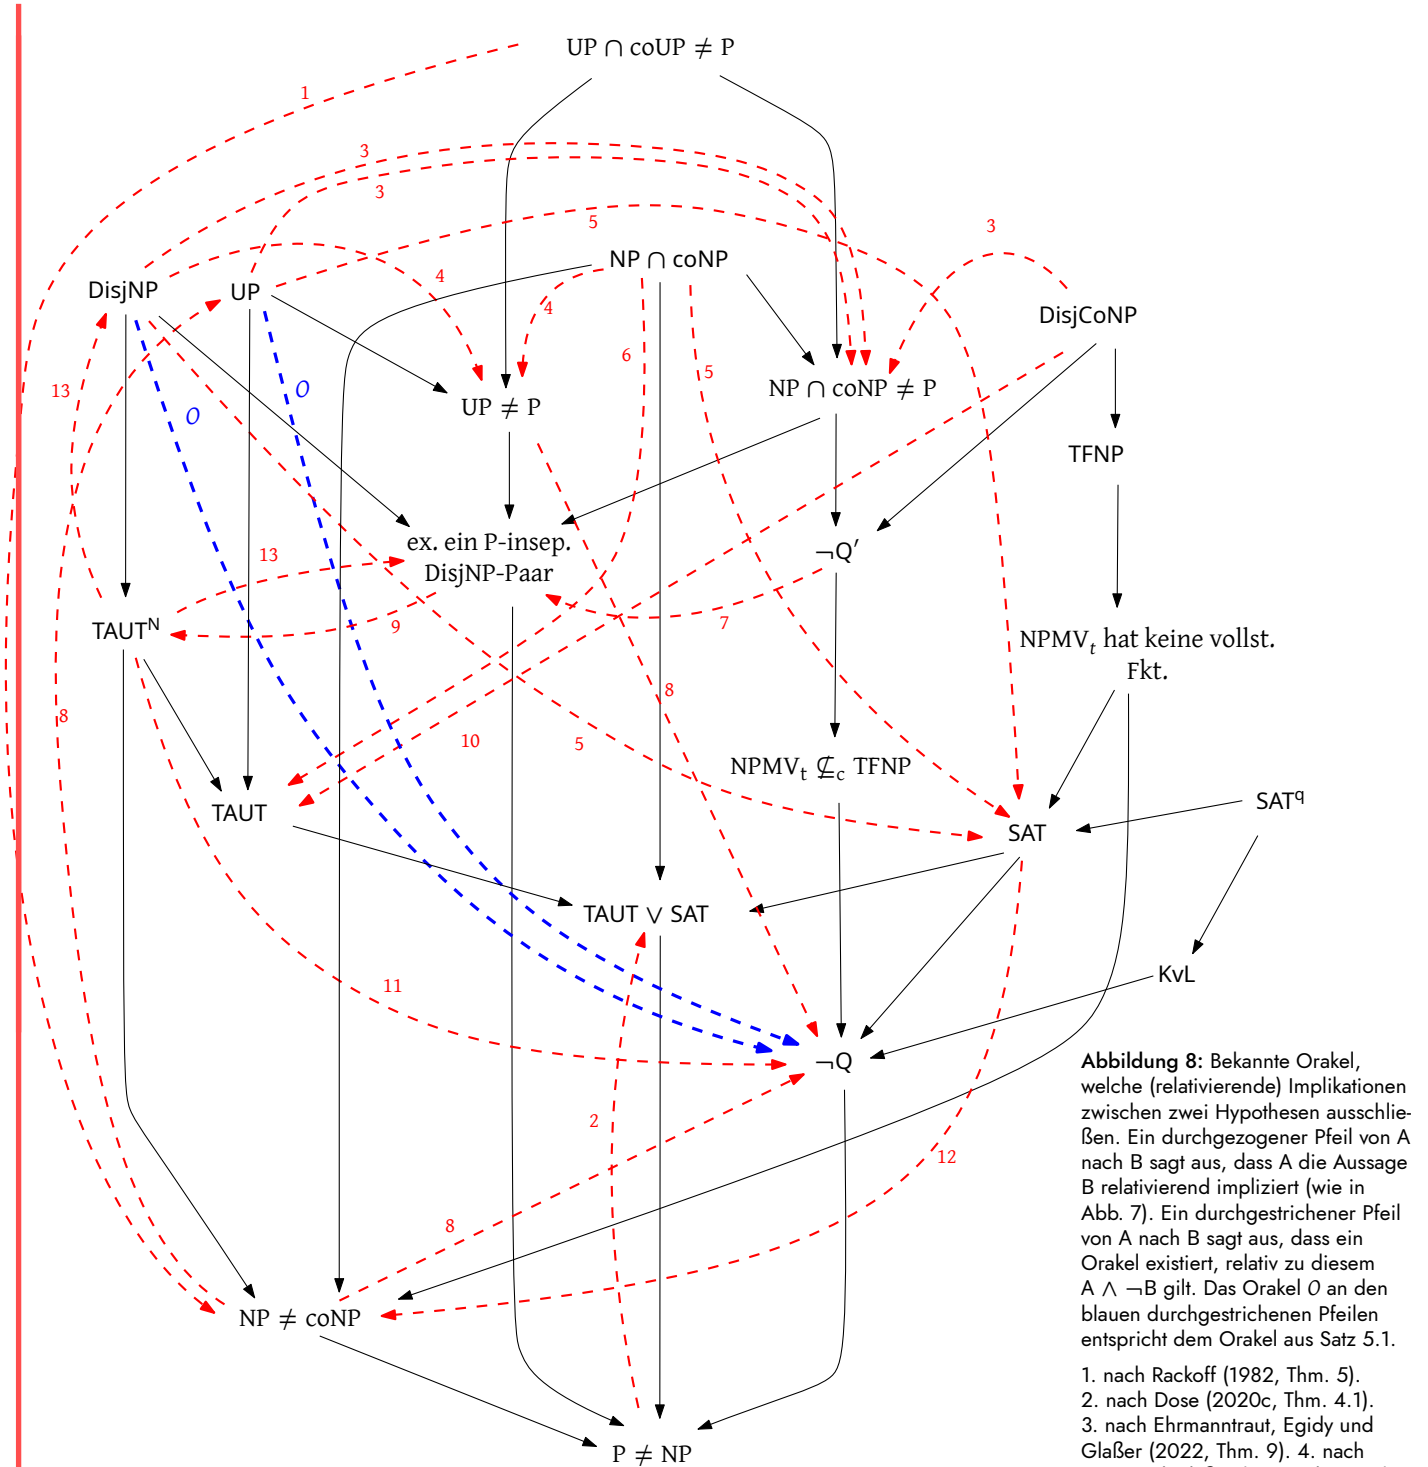 UP ∩ coUP ≠ P
1
3
3
5
3
NP ∩ coNP
DisjNP
UP
4
4
DisjCoNP
6
5
13
O
O
NP ∩ coNP ≠ P
UP ≠ P
TFNP
ex. ein P-insep.
DisjNP-Paar
¬Q′
13
TAUTᴺ
9
7
NPMVₜ hat keine vollst.
Fkt.
8
8
10
5
NPMVₜ ⊈c TFNP
TAUT
SAT
SATq
TAUT ∨ SAT
KvL
11
¬Q
2
12
8
NP ≠ coNP
P ≠ NP
Abbildung 8: Bekannte Orakel,
welche (relativierende) Implikationen
zwischen zwei Hypothesen ausschlie-
ßen. Ein durchgezogener Pfeil von A
nach B sagt aus, dass A die Aussage
B relativierend impliziert (wie in
Abb. 7). Ein durchgestrichener Pfeil
von A nach B sagt aus, dass ein
Orakel existiert, relativ zu diesem
A ∧ ¬B gilt. Das Orakel O an den
blauen durchgestrichenen Pfeilen
entspricht dem Orakel aus Satz 5.1.
1. nach Rackoff (1982, Thm. 5).
2. nach Dose (2020c, Thm. 4.1).
3. nach Ehrmanntraut, Egidy und
Glaßer (2022, Thm. 9). 4. nach